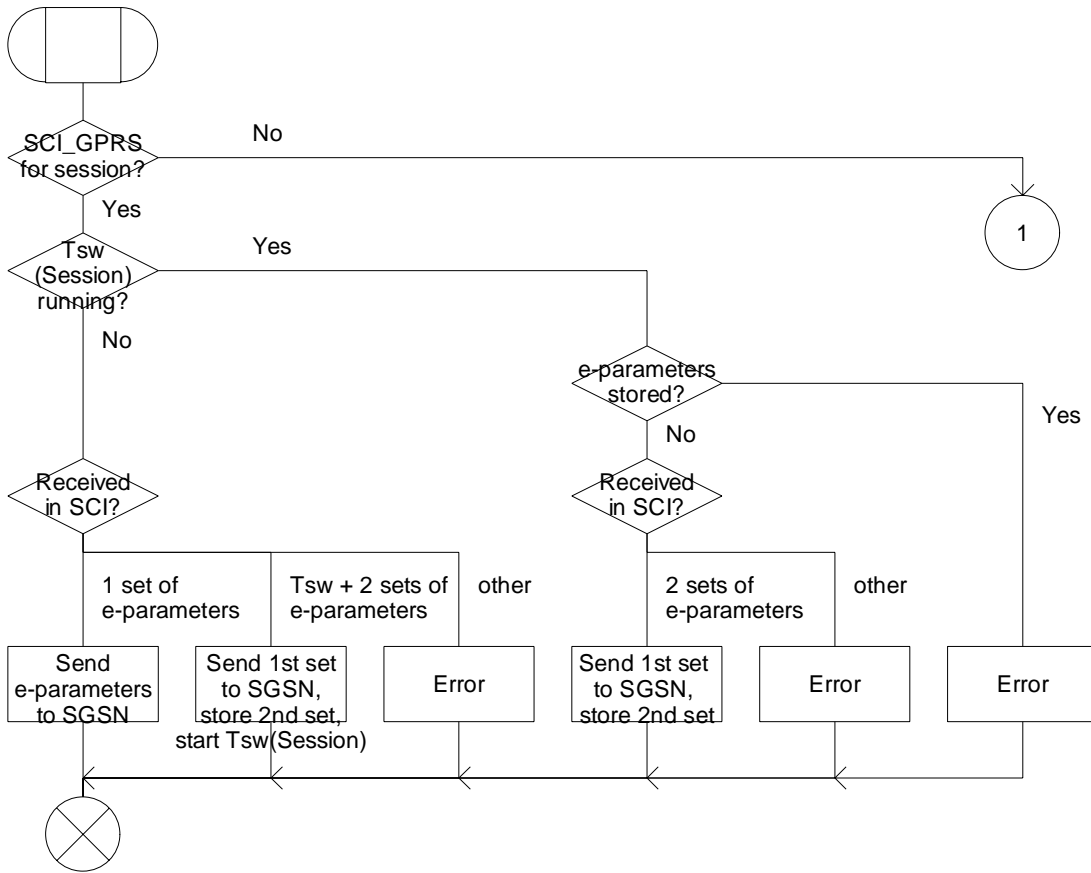 SCI_GPRS
for session?
No
Yes
1
Tsw
(Session)
running?
Yes
No
e-parameters
stored?
Yes
No
Received
in SCI?
Received
in SCI?
1 set of
e-parameters
Tsw + 2 sets of
e-parameters
other
2 sets of
e-parameters
other
Send
e-parameters
to SGSN
Send 1st set
to SGSN,
store 2nd set,
start Tsw(Session)
Error
Send 1st set
to SGSN,
store 2nd set
Error
Error